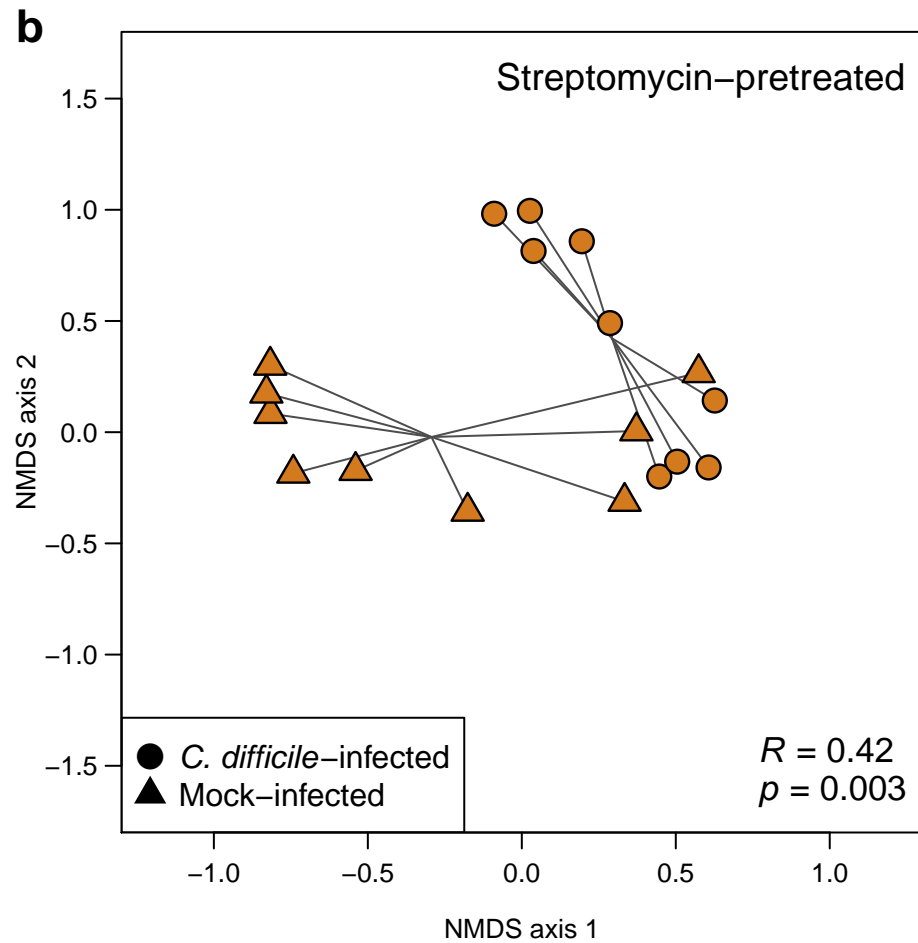 b
Streptomycin−pretreated
1.5
1.0
0.5
0.0
−0.5
−1.0
−1.5
NMDS axis 2
C. difficile−infected
Mock−infected
R = 0.42
p = 0.003
−1.0 −0.5 0.0 0.5 1.0
NMDS axis 1